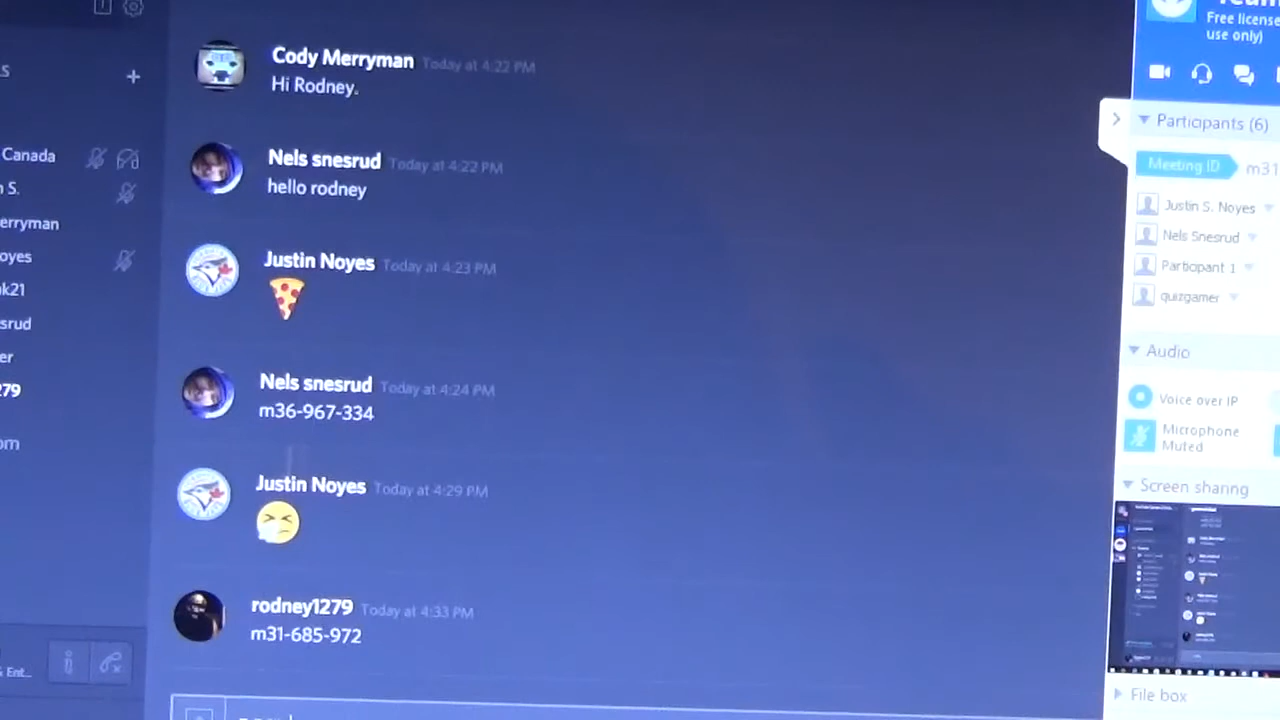 Cody Merryman Today at 4:22 PM
Hi Rodney.
Nels snesrud Today at 4:22 PM
hello rodney
Justin Noyes Today at 4:23 PM
Nels snesrud Today at 4:24 PM
m36-967-334
Justin Noyes Today at 4:29 PM
rodney1279 Today at 4:33 PM
m31-685-972
S
Canada
n S.
erryman
oyes
k21
srud
er
279
om
& Ent...
Free license
use only)
Participants (6)
Meeting ID m31
Justin S. Noyes
Nels Snesrud
Participant 1
quizgamer
Audio
Voice over IP
Microphone
Muted
Screen sharing
File box